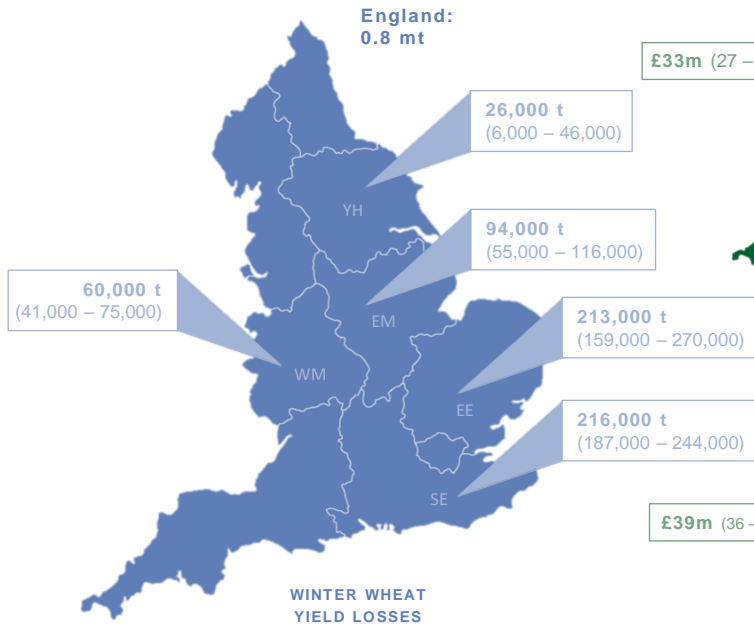 England:
0.8 mt
£33m (27 –
26,000 t
(6,000 – 46,000)
YH
94,000 t
(55,000 – 116,000)
60,000 t
(41,000 – 75,000)
EM
213,000 t
(159,000 – 270,000)
WM
EE
216,000 t
(187,000 – 244,000)
SE
£39m (36 –
WINTER WHEAT
YIELD LOSSES